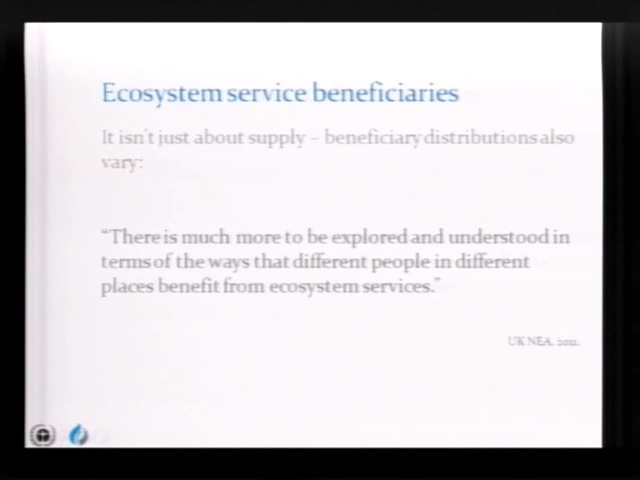 Ecosystem service beneficiaries
It isn't just about supply – beneficiary distributions also
vary:
"There is much more to be explored and understood in
terms of the ways that different people in different
places benefit from ecosystem services."
UK NEA,